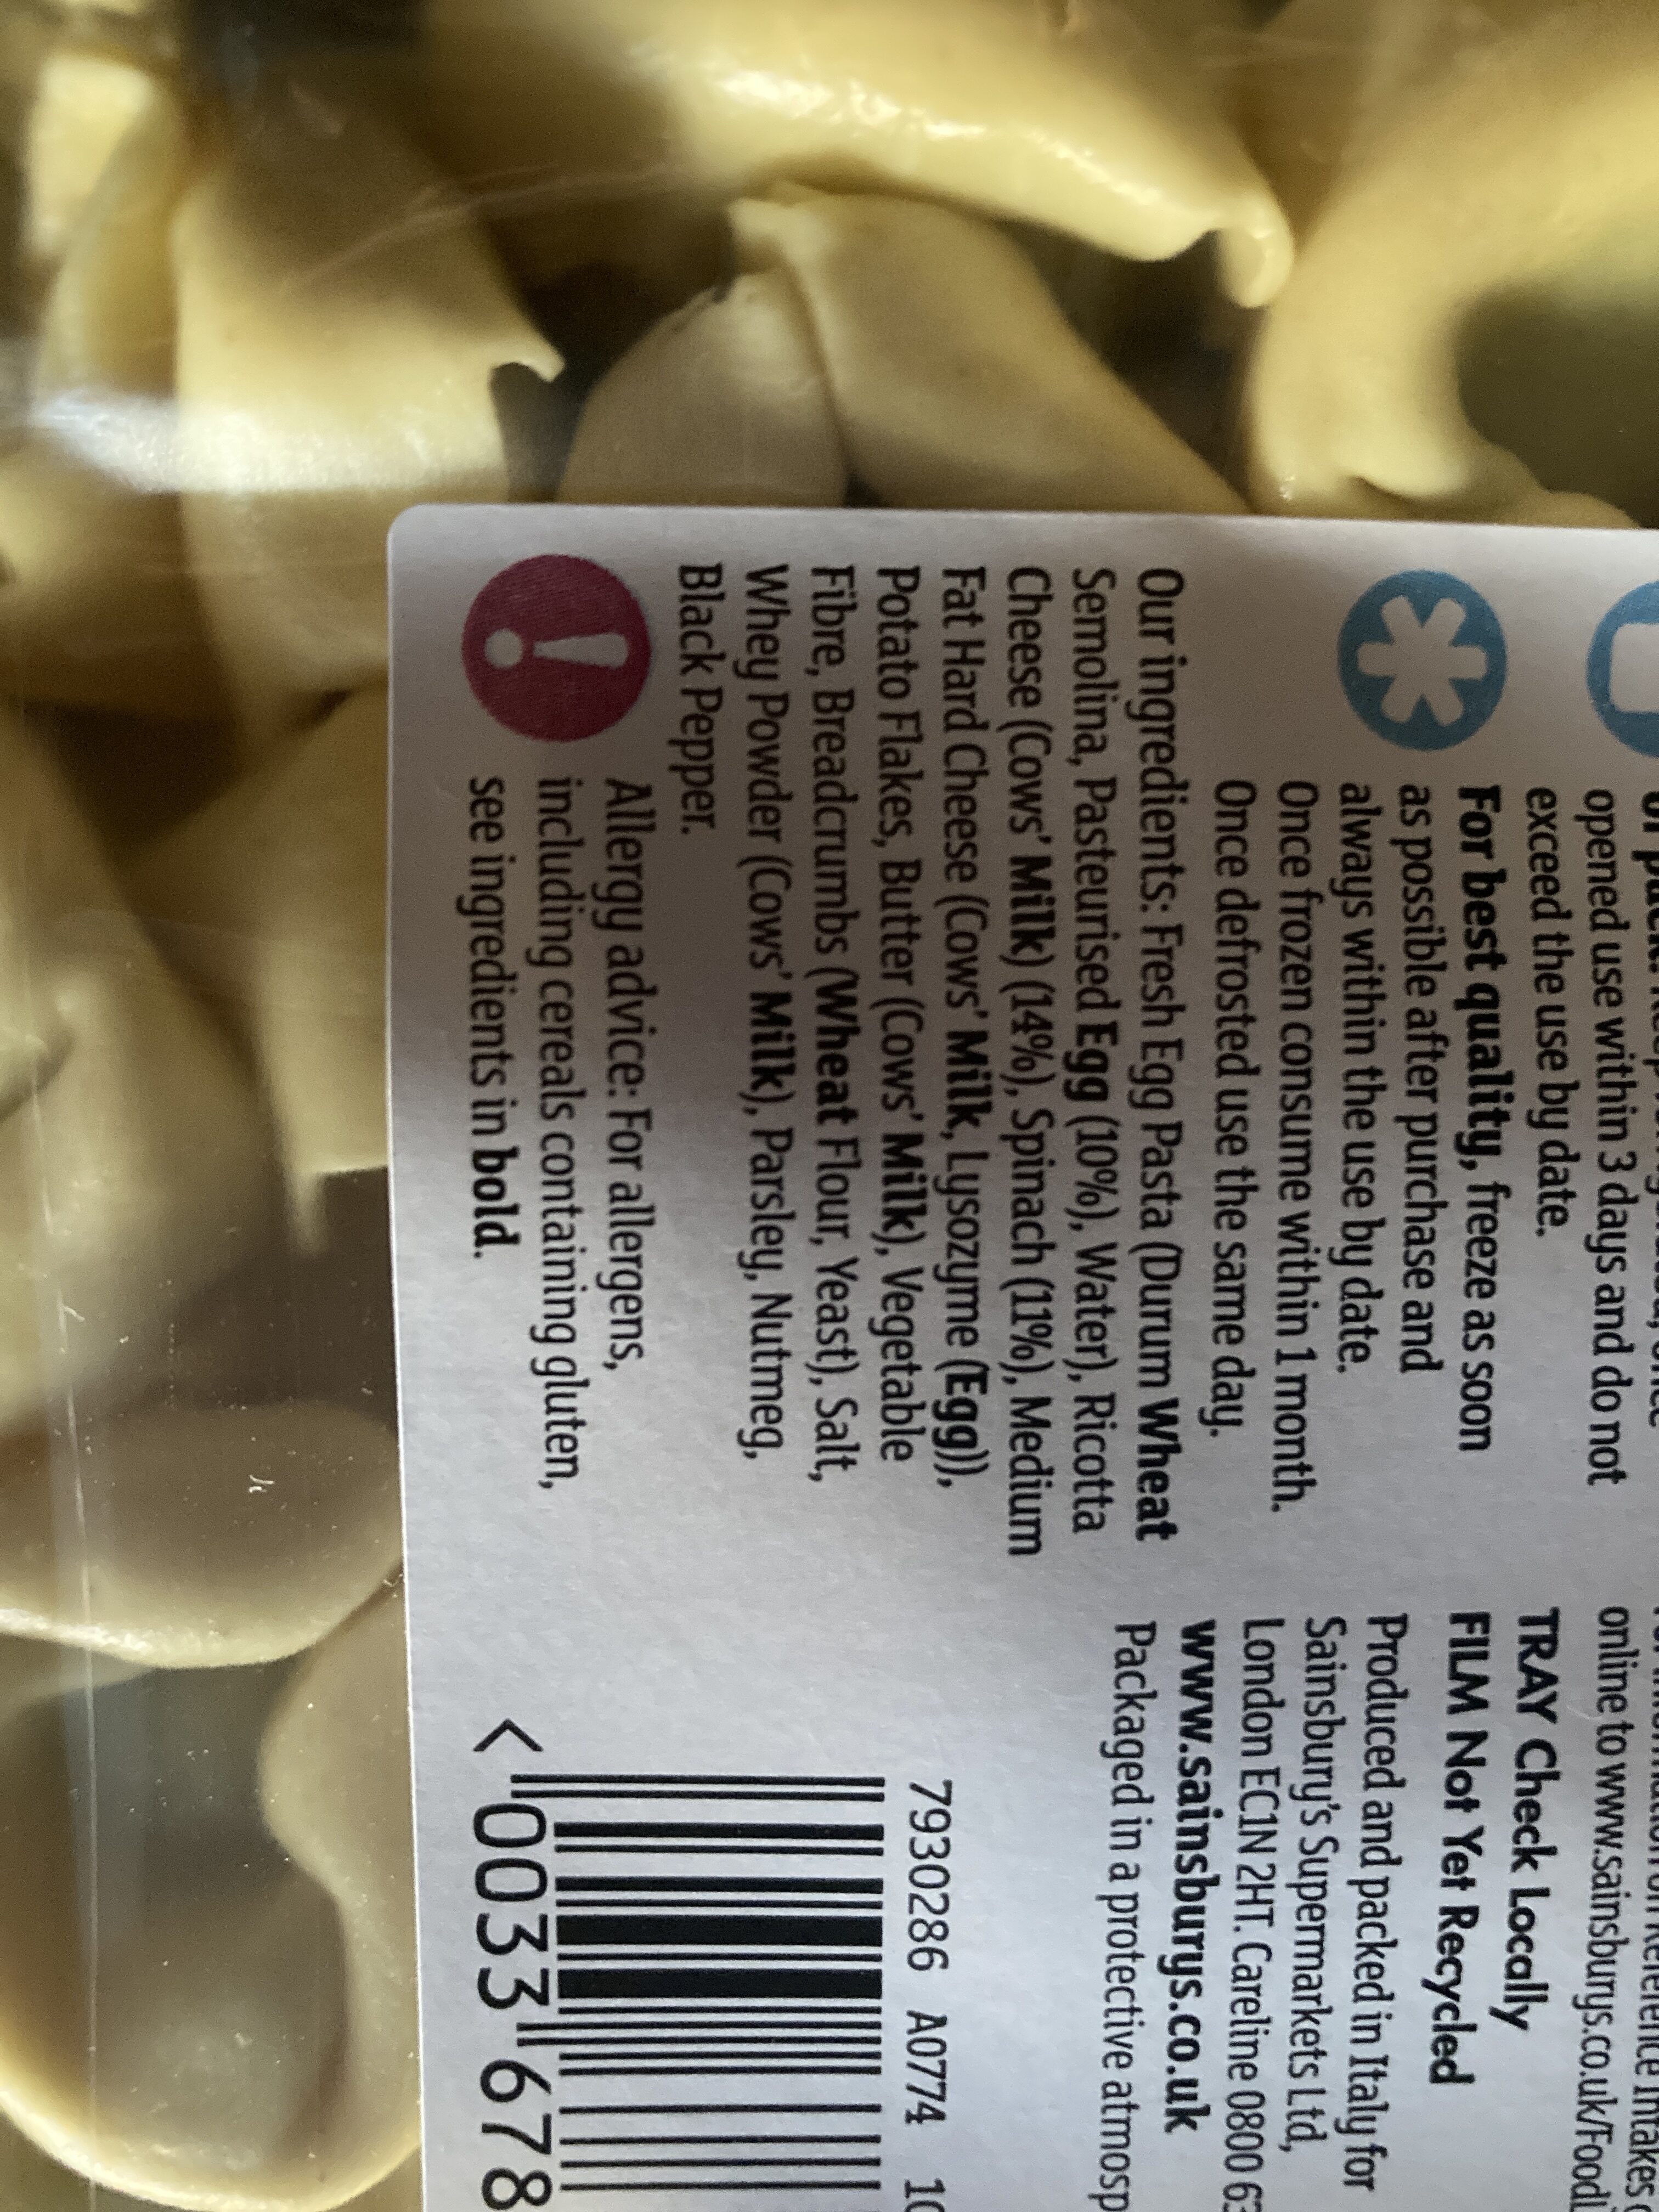 opened use within 3 days and do not
exceed the use by date.
For best quality, freeze as soon
as possible after purchase and
always within the use by date.
Once frozen consume within 1 month.
Once defrosted use the same day.
Our ingredients: Fresh Egg Pasta (Durum Wheat
Semolina, Pasteurised Egg (10%), Water), Ricotta
Cheese (Cows' Milk) (14%), Spinach (11%), Medium
Fat Hard Cheese (Cows' Milk, Lysozyme (Egg)),
Potato Flakes, Butter (Cows' Milk), Vegetable
Fibre, Breadcrumbs (Wheat Flour, Yeast), Salt,
Whey Powder (Cows' Milk), Parsley, Nutmeg,
Black Pepper.
Allergy advice: For allergens,
including cereals containing gluten,
see ingredients in bold.
online to www.sainsburys.co.uk/Food
TRAY Check Locally
FILM Not Yet Recycled
Produced and packed in Italy for
Sainsbury's Supermarkets Ltd,
London EC1N 2HT. Careline 0800 63
www.sainsburys.co.uk
Packaged in a protective
7930286 A0774 10
< 0033 678